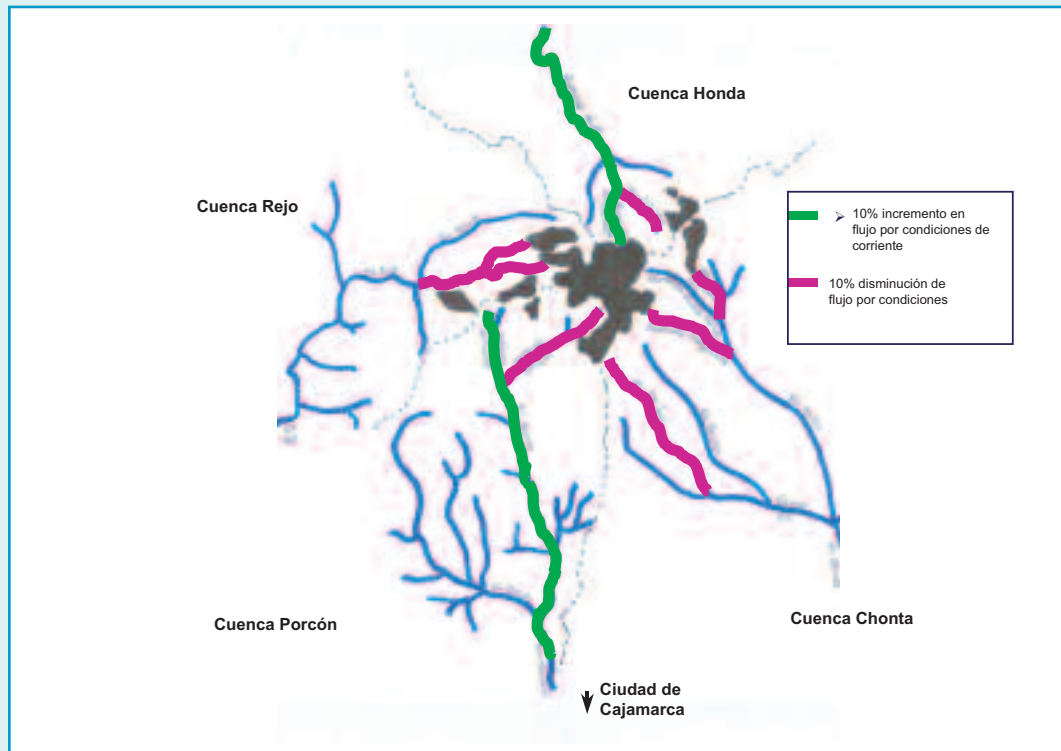 Cuenca Honda
Cuenca Rejo
➢ 10% incremento en
flujo por condiciones de
corriente
10% disminución de
flujo por condiciones
Cuenca Porcón
Cuenca Chonta
Ciudad de
Cajamarca